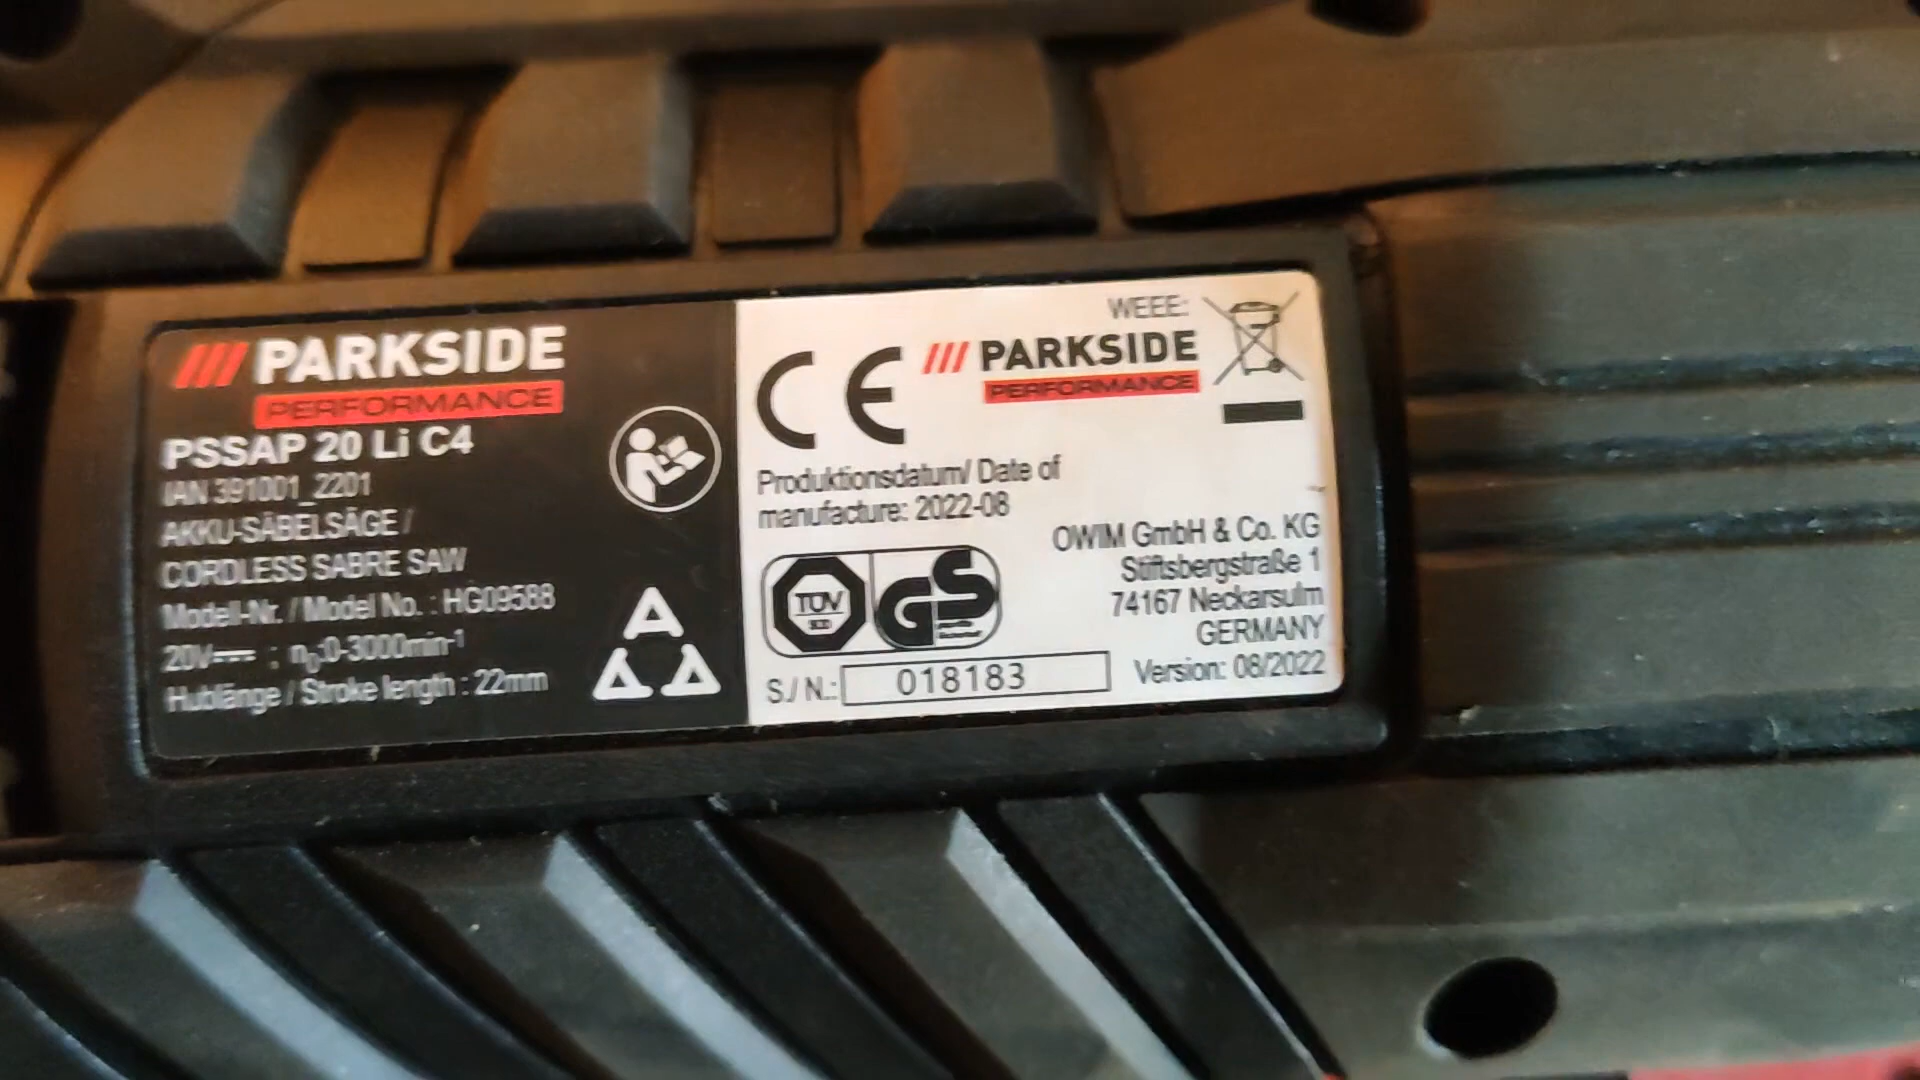 PARKSIDE
PERFORMANCE
PSSAP 20 Li C4
IAN 391001_2201
AKKU-SÄBELSÄGE /
CORDLESS SABRE SAW
Modell-Nr. / Model No. : HG09588
20V⎓ ; n₀:0-3000min⁻¹
Hublänge / Stroke length : 22mm
WEEE:
CE
PARKSIDE
PERFORMANCE
Produktionsdatum/ Date of
manufacture: 2022-08
OWIM GmbH & Co. KG
Stiftsbergstraße 1
74167 Neckarsulm
GERMANY
Version: 08/2022
TÜV
GS
S./ N.: 018183